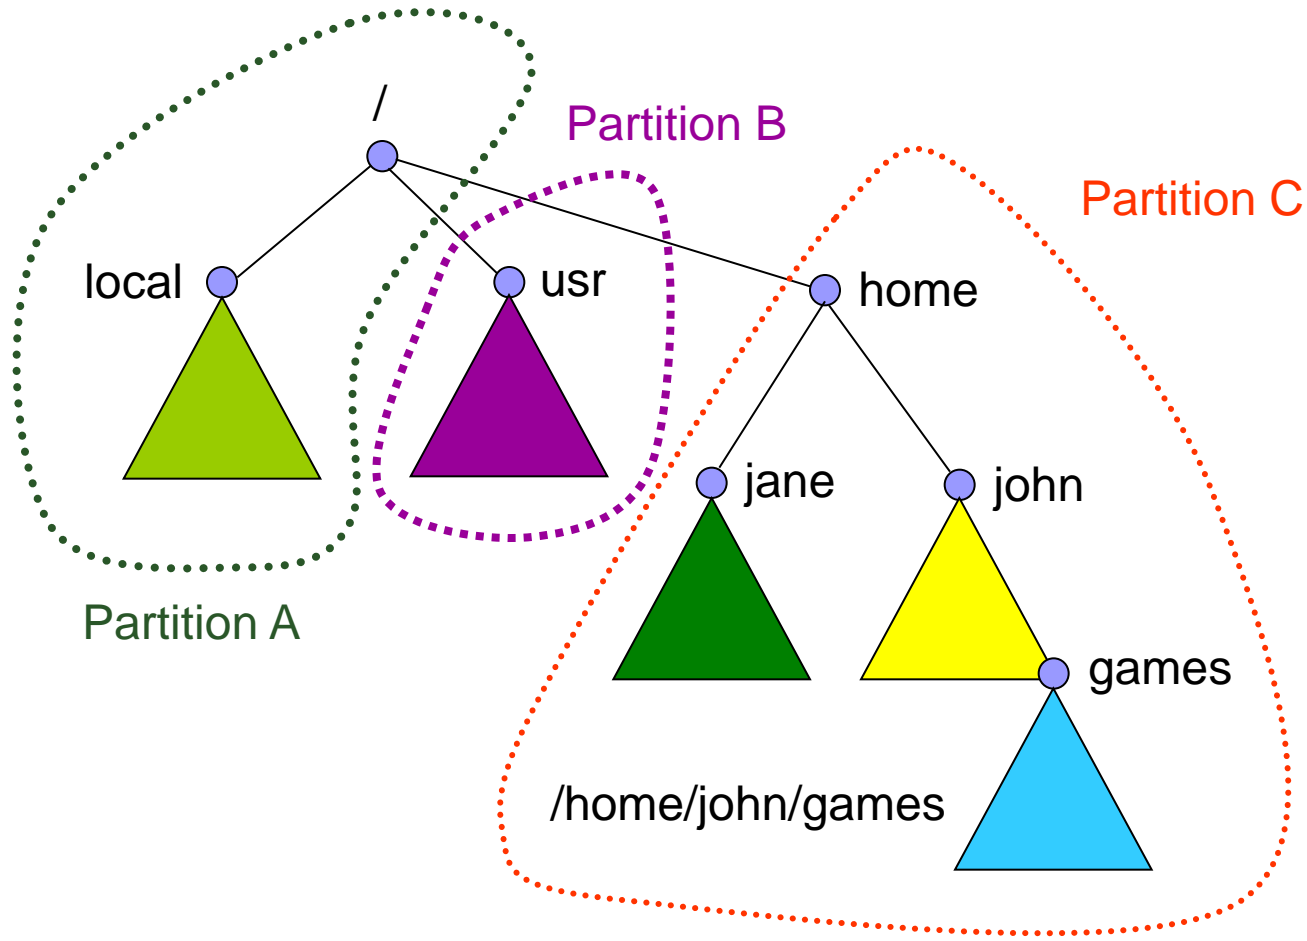 /
Partition B
Partition C
local
usr
home
jane
john
Partition A
games
/home/john/games